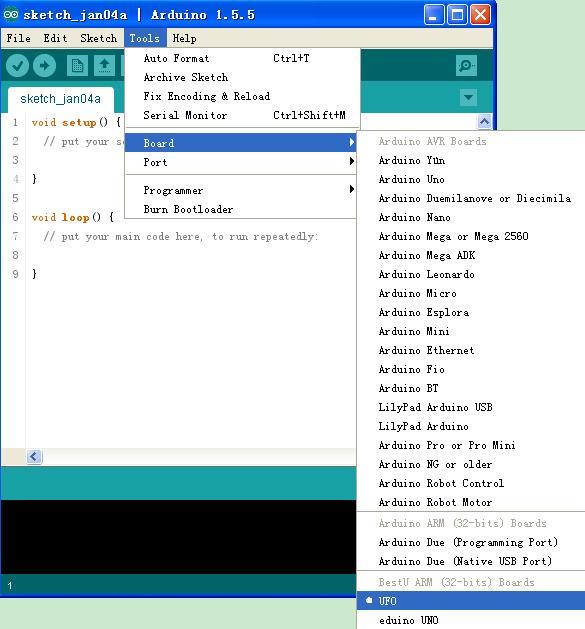 sketch_jan04a | Arduino 1.5.5
File Edit Sketch Tools Help
Auto Format Ctrl+T
Archive Sketch
Fix Encoding & Reload
Serial Monitor Ctrl+Shift+M
Board
Port
Programmer
Burn Bootloader
sketch_jan04a
1 void setup() {
2 // put your se
3
4 }
5
6 void loop() {
7 // put your main code here, to run repeatedly:
8
9 }
Arduino AVR Boards
Arduino Yún
Arduino Uno
Arduino Duemilanove or Diecimila
Arduino Nano
Arduino Mega or Mega 2560
Arduino Mega ADK
Arduino Leonardo
Arduino Micro
Arduino Esplora
Arduino Mini
Arduino Ethernet
Arduino Fio
Arduino BT
LilyPad Arduino USB
LilyPad Arduino
Arduino Pro or Pro Mini
Arduino NG or older
Arduino Robot Control
Arduino Robot Motor
Arduino ARM (32-bits) Boards
Arduino Due (Programming Port)
Arduino Due (Native USB Port)
BestU ARM (32-bits) Boards
UFO
eduino UNO
1